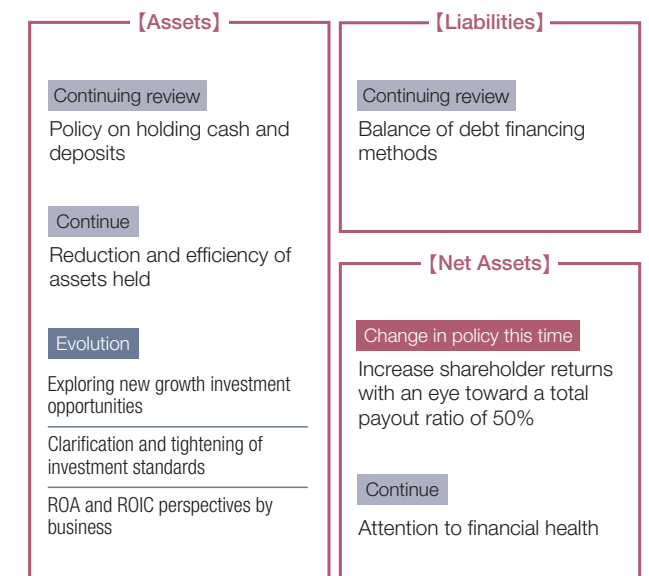 【Assets】
Continuing review
Policy on holding cash and
deposits
Continue
Reduction and efficiency of
assets held
Evolution
Exploring new growth investment
opportunities
Clarification and tightening of
investment standards
ROA and ROIC perspectives by
business
【Liabilities】
Continuing review
Balance of debt financing
methods
【Net Assets】
Change in policy this time
Increase shareholder returns
with an eye toward a total
payout ratio of 50%
Continue
Attention to financial health